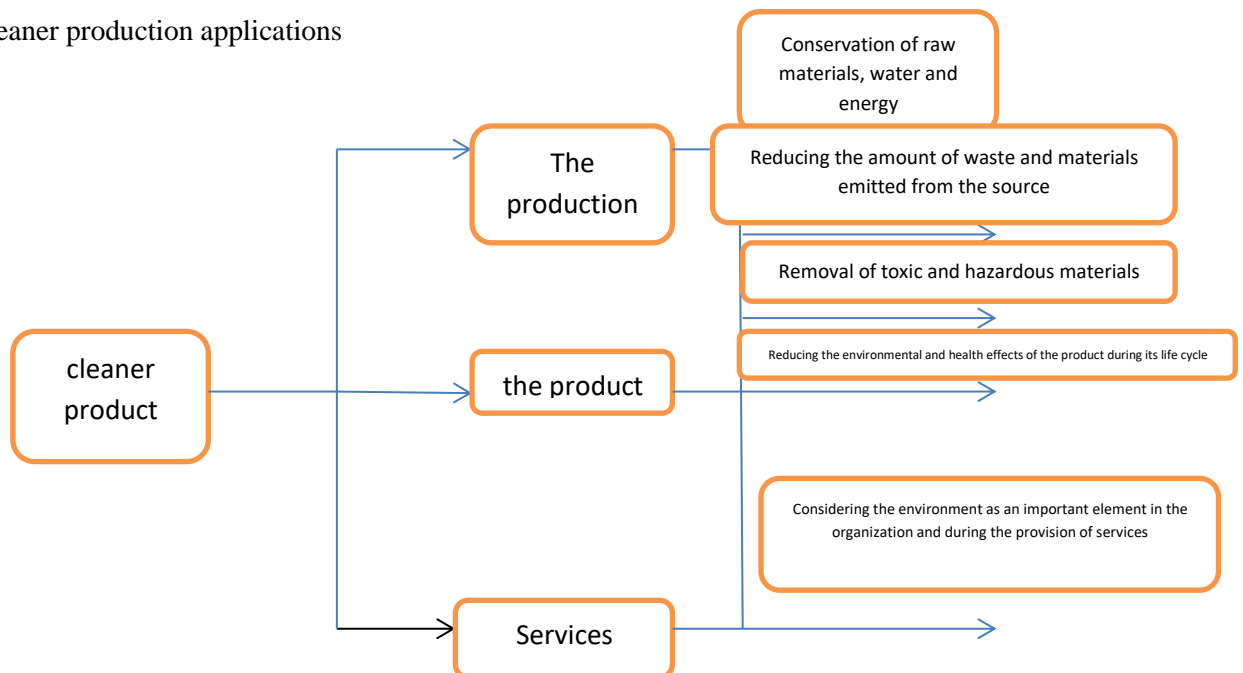 eaner production applications
Conservation of raw
materials, water and
energy
The
production
Reducing the amount of waste and materials
emitted from the source
Removal of toxic and hazardous materials
cleaner
product
the product
Reducing the environmental and health effects of the product during its life cycle
Considering the environment as an important element in the
organization and during the provision of services
Services